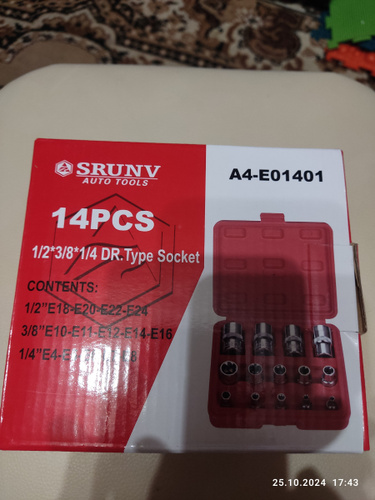 SRUNV
AUTO TOOLS
A4-E01401
14PCS
1/2*3/8*1/4 DR.Type Socket
CONTENTS:
1/2"E18-E20-E22-E24
3/8"E10-E11-E12-E14-E16
1/4"E4-
25.10.2024 17:43